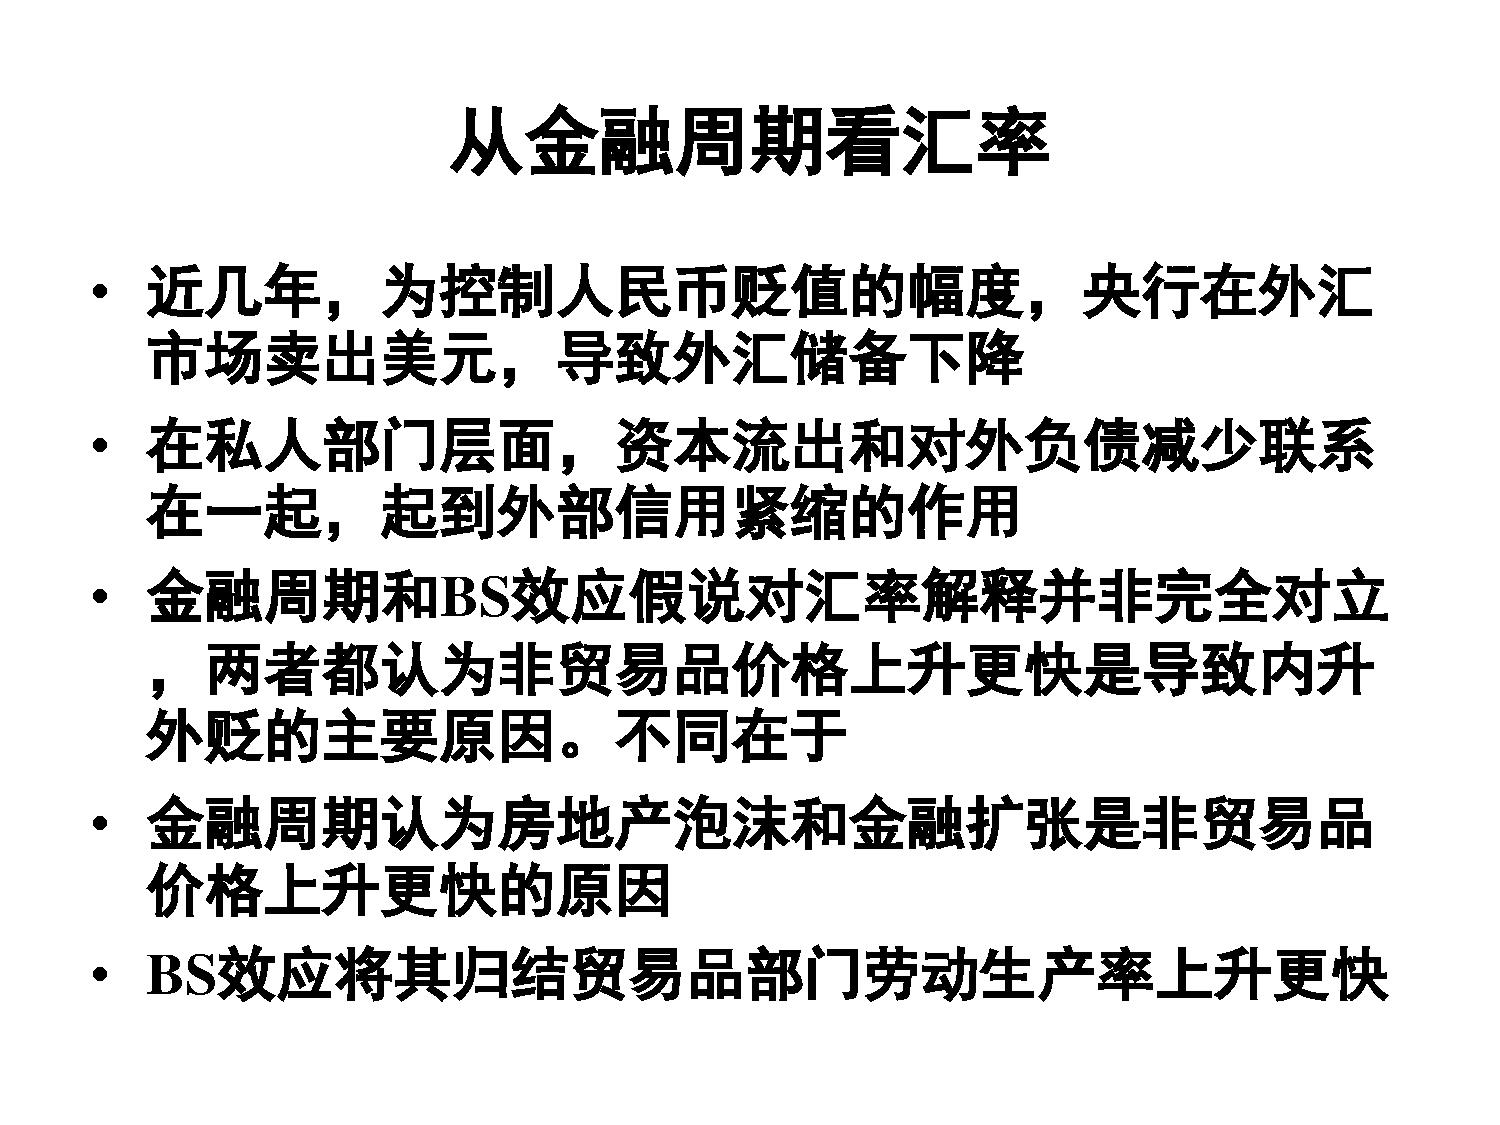 从金融周期看汇率
• 近几年，为控制人民币贬值的幅度，央行在外汇
市场卖出美元，导致外汇储备下降
• 在私人部门层面，资本流出和对外负债减少联系
在一起，起到外部信用紧缩的作用
• 金融周期和BS效应假说对汇率解释并非完全对立
，两者都认为非贸易品价格上升更快是导致内升
外贬的主要原因。不同在于
• 金融周期认为房地产泡沫和金融扩张是非贸易品
价格上升更快的原因
• BS效应将其归结贸易品部门劳动生产率上升更快